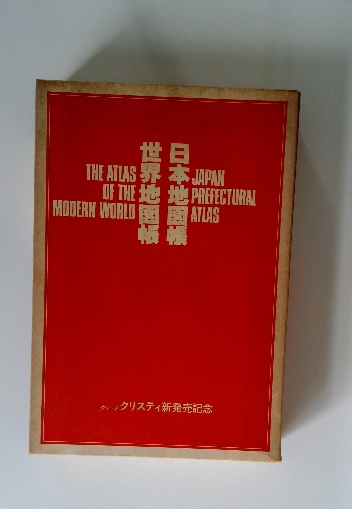 日本地図帳
世界地図帳
THE ATLAS
OF THE
MODERN WORLD
JAPAN
PREFECTURAL
ATLAS
クリスティ新発売記念